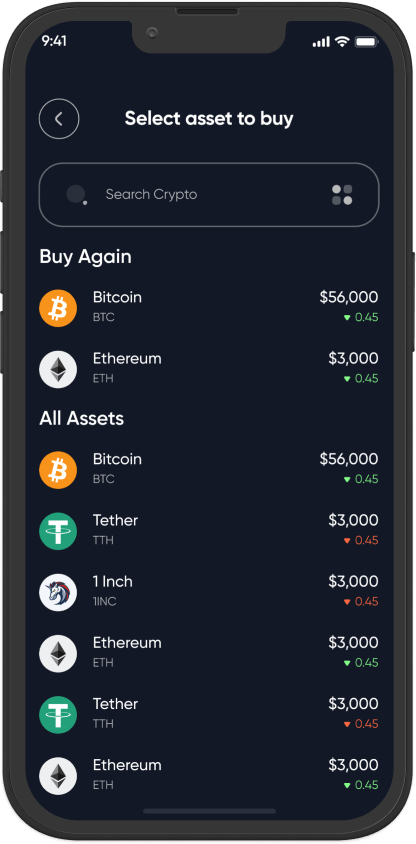 9:41
Select asset to buy
Search Crypto
Buy Again
Bitcoin $56,000
BTC 0.45
Ethereum $3,000
ETH 0.45
All Assets
Bitcoin $56,000
BTC 0.45
Tether $3,000
TTH 0.45
1 Inch $3,000
1INC 0.45
Ethereum $3,000
ETH 0.45
Tether $3,000
TTH 0.45
Ethereum $3,000
ETH 0.45